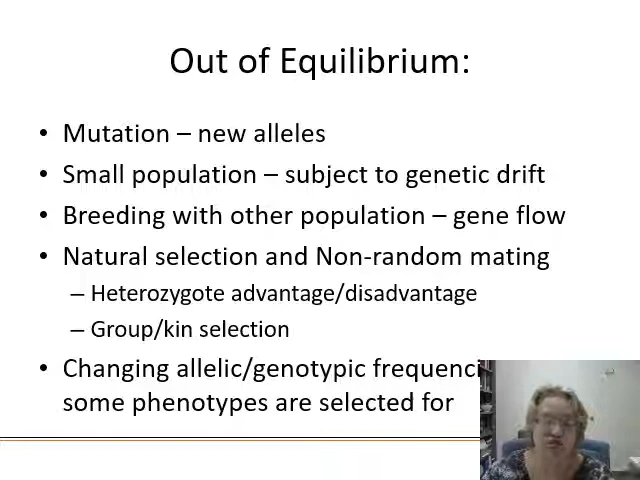 Out of Equilibrium:
• Mutation – new alleles
• Small population – subject to genetic drift
• Breeding with other population – gene flow
• Natural selection and Non-random mating
– Heterozygote advantage/disadvantage
– Group/kin selection
• Changing allelic/genotypic
some phenotypes are selected for